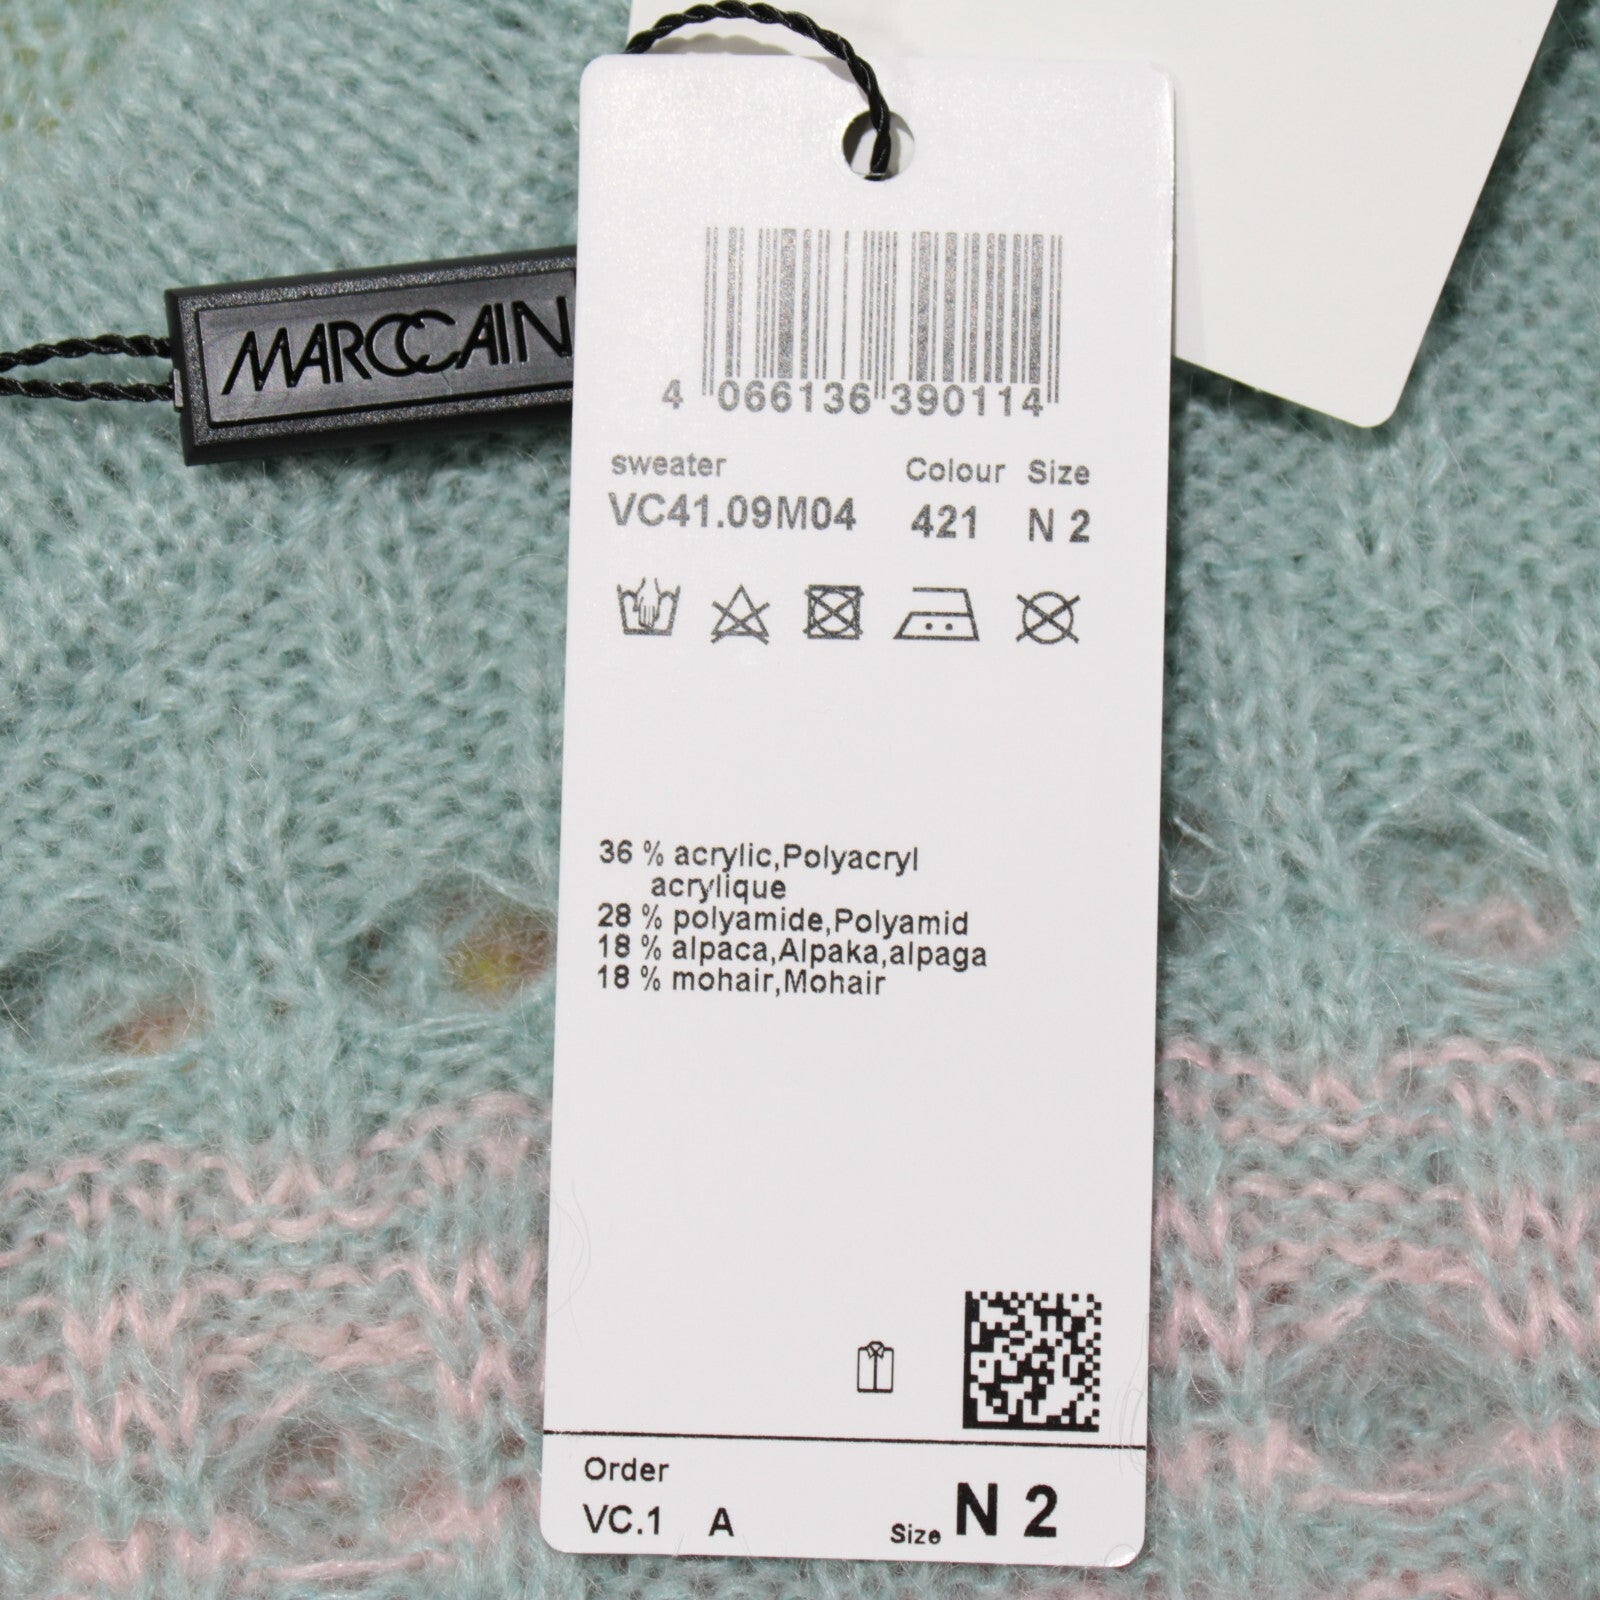 MARCCAIN
4 066136 390114
sweater Colour Size
VC41.09M04 421 N 2
36 % acrylic,Polyacryl
acrylique
28 % polyamide,Polyamid
18 % alpaca,Alpaka,alpaga
18 % mohair,Mohair
Order
VC.1 A Size N 2